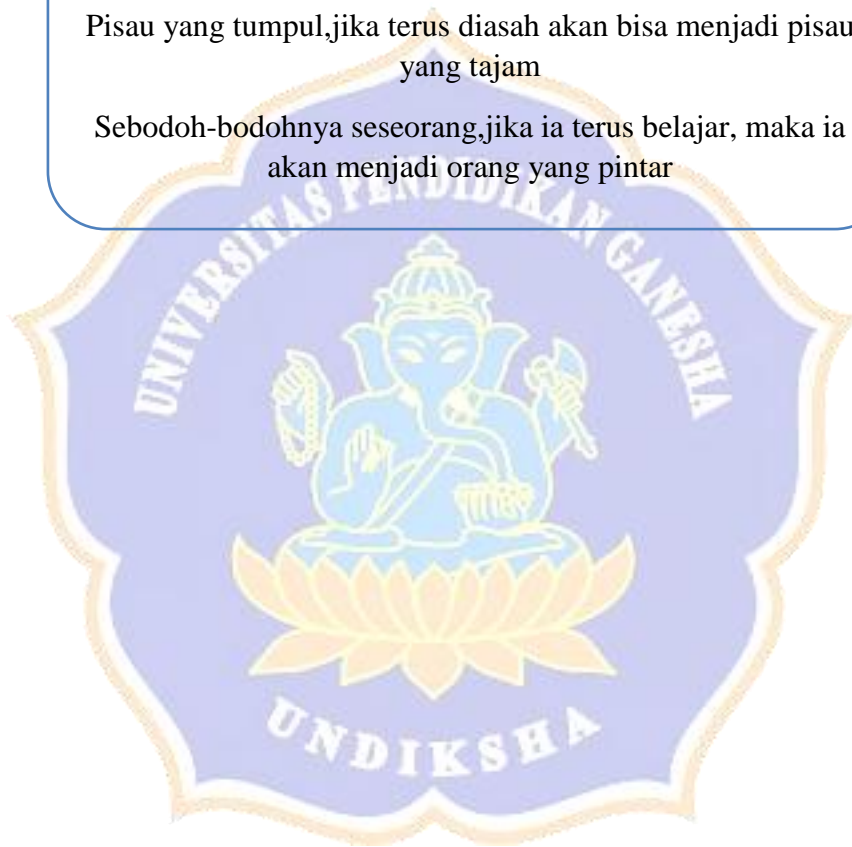 Pisau yang tumpul,jika terus diasah akan bisa menjadi pisau
yang tajam
Sebodoh-bodohnya seseorang,jika ia terus belajar, maka ia
akan menjadi orang yang pintar
UNIVERSITAS PENDIDIKAN GANESHA
UNDIKSHA